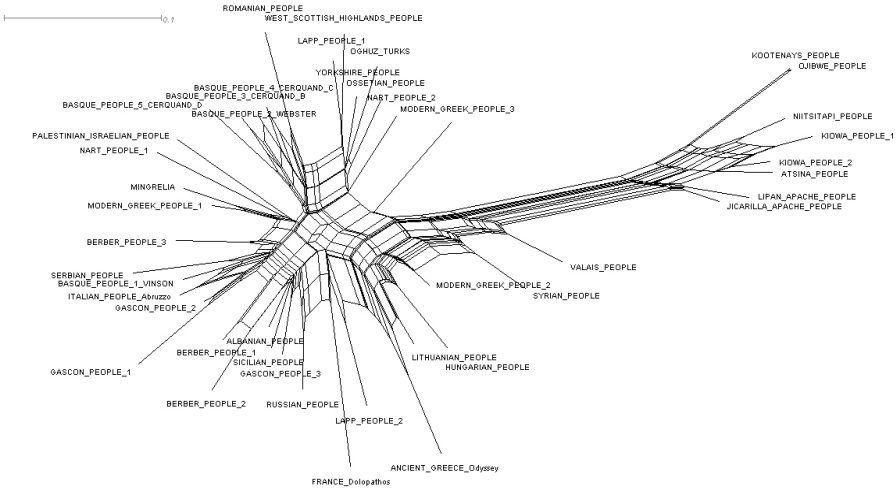 ROMANIAN_PEOPLE
WEST_SCOTTISH_HIGHLANDS_PEOPLE
0.1
LAPP_PEOPLE_1
OGHUZ_TURKS
KOOTENAYS_PEOPLE
OJIBWE_PEOPLE
YORKSHIRE_PEOPLE
OSSETIAN_PEOPLE
BASQUE_PEOPLE_4_CERQUAND_C
BASQUE_PEOPLE_3_CERQUAND_B
NART_PEOPLE_2
BASQUE_PEOPLE_5_CERQUAND_D
MODERN_GREEK_PEOPLE_3
BASQUE_PEOPLE_2_WEBSTER
NIITSITAPI_PEOPLE
PALESTINIAN_ISRAELIAN_PEOPLE
KIOWA_PEOPLE_1
NART_PEOPLE_1
KIOWA_PEOPLE_2
ATSINA_PEOPLE
MINGRELIA
LIPAN_APACHE_PEOPLE
MODERN_GREEK_PEOPLE_1
JICARILLA_APACHE_PEOPLE
BERBER_PEOPLE_3
VALAIS_PEOPLE
SERBIAN_PEOPLE
BASQUE_PEOPLE_1_VINSON
MODERN_GREEK_PEOPLE_2
ITALIAN_PEOPLE_Abruzzo
SYRIAN_PEOPLE
GASCON_PEOPLE_2
ALBANIAN_PEOPLE
BERBER_PEOPLE_1
LITHUANIAN_PEOPLE
SICILIAN_PEOPLE
HUNGARIAN_PEOPLE
GASCON_PEOPLE_1
GASCON_PEOPLE_3
BERBER_PEOPLE_2
RUSSIAN_PEOPLE
LAPP_PEOPLE_2
ANCIENT_GREECE_Odyssey
FRANCE_Dolopathos